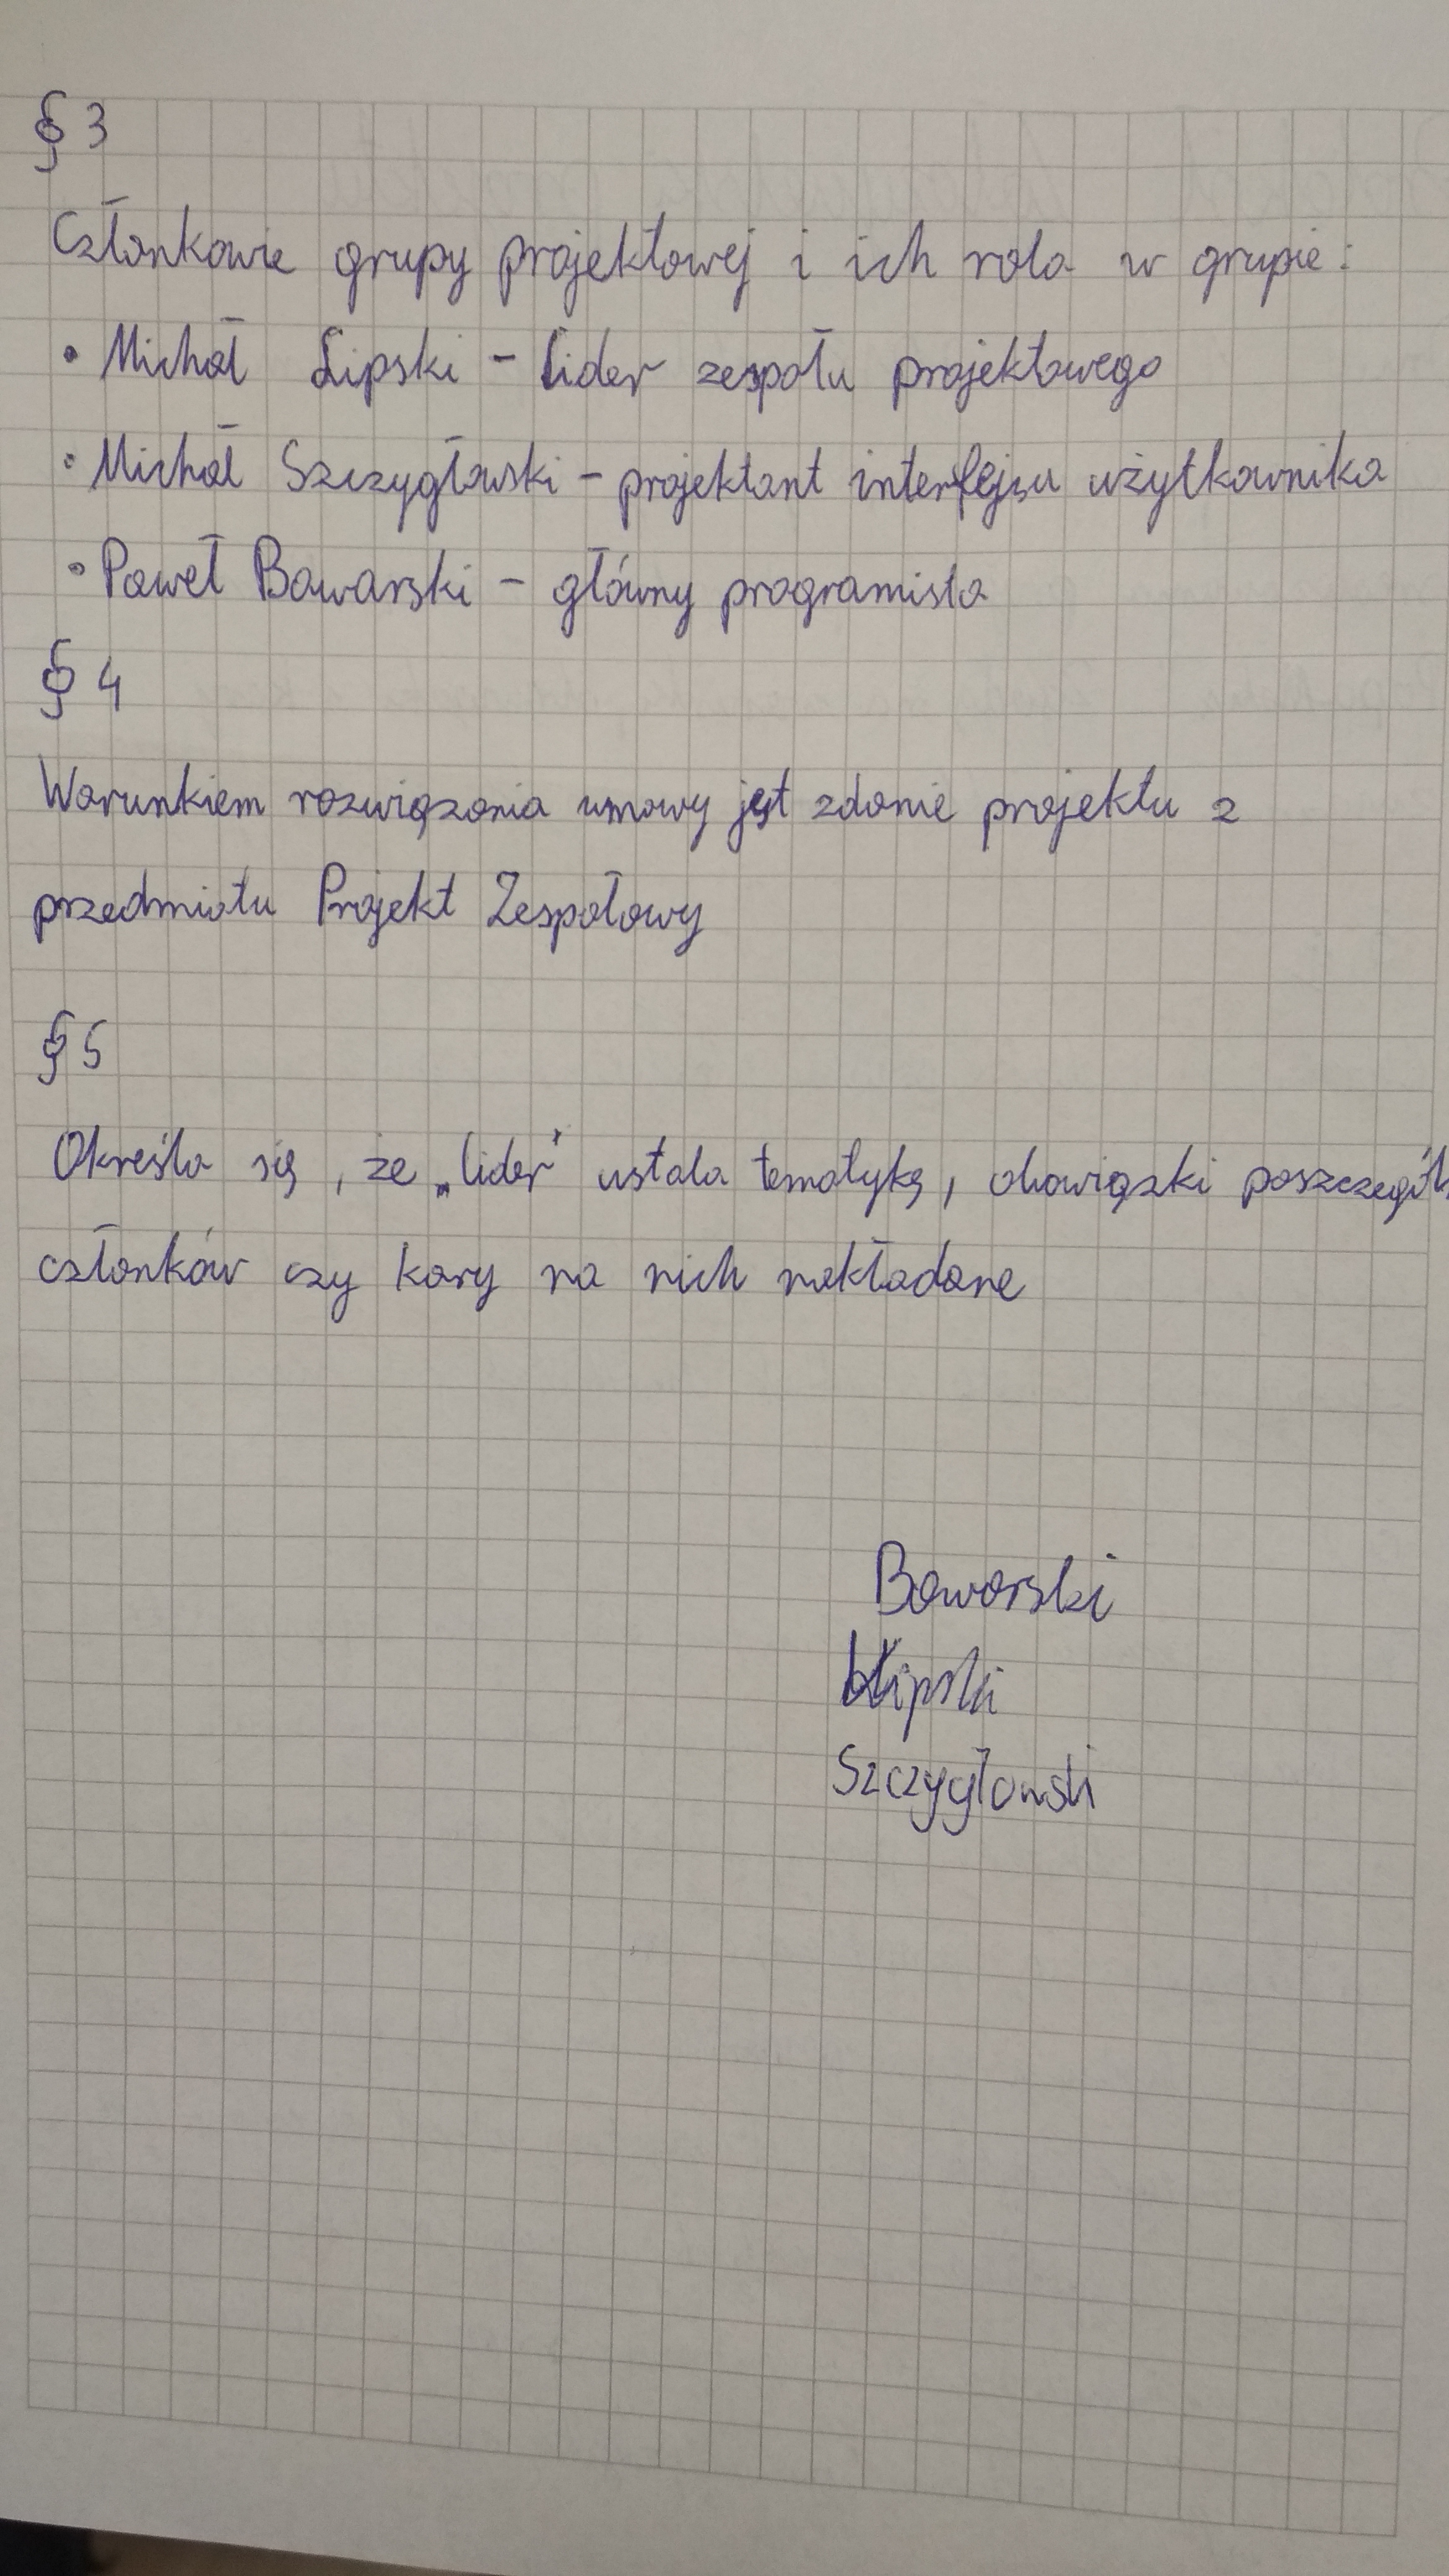 § 3
Członkowie grupy projektowej i ich rola w grupie:
• Michał Lipski - lider zespołu projektowego
• Michał Szczygłowski - projektant interfejsu użytkownika
• Paweł Bawarski - główny programista
§ 4
Warunkiem rozwiązania umowy jest zdanie projektu z
przedmiotu Projekt Zespołowy
§ 5
Określa się, że „lider" ustala tematykę, obowiązki
członków czy kary na nich nakładane
Bawarski
Lipski
Szczygłowski